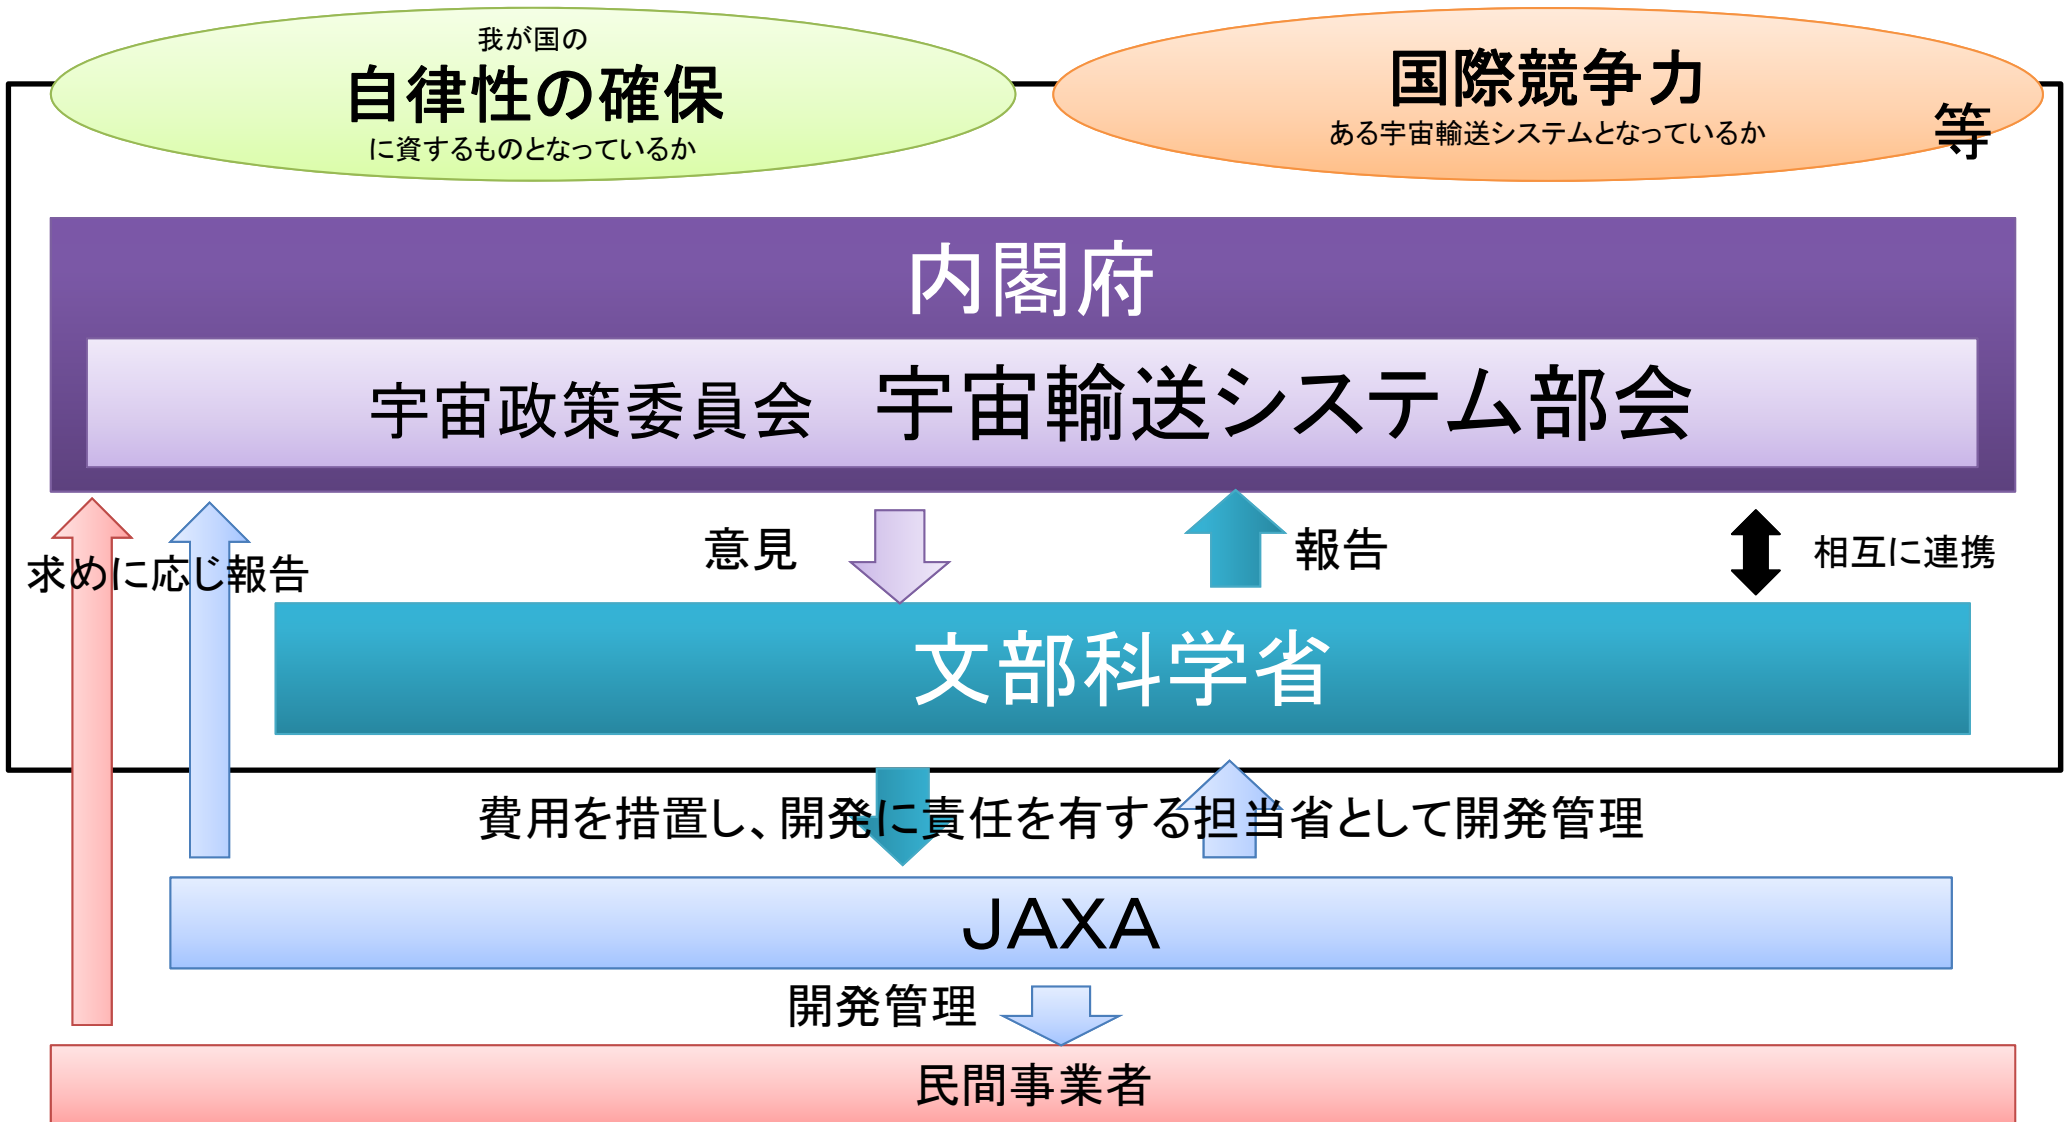 我が国の
自律性の確保
に資するものとなっているか
国際競争力
ある宇宙輸送システムとなっているか
等
内閣府
宇宙政策委員会　宇宙輸送システム部会
意見
報告
相互に連携
求めに応じ報告
文部科学省
費用を措置し、開発に責任を有する担当省として開発管理
ＪＡＸＡ
開発管理
民間事業者